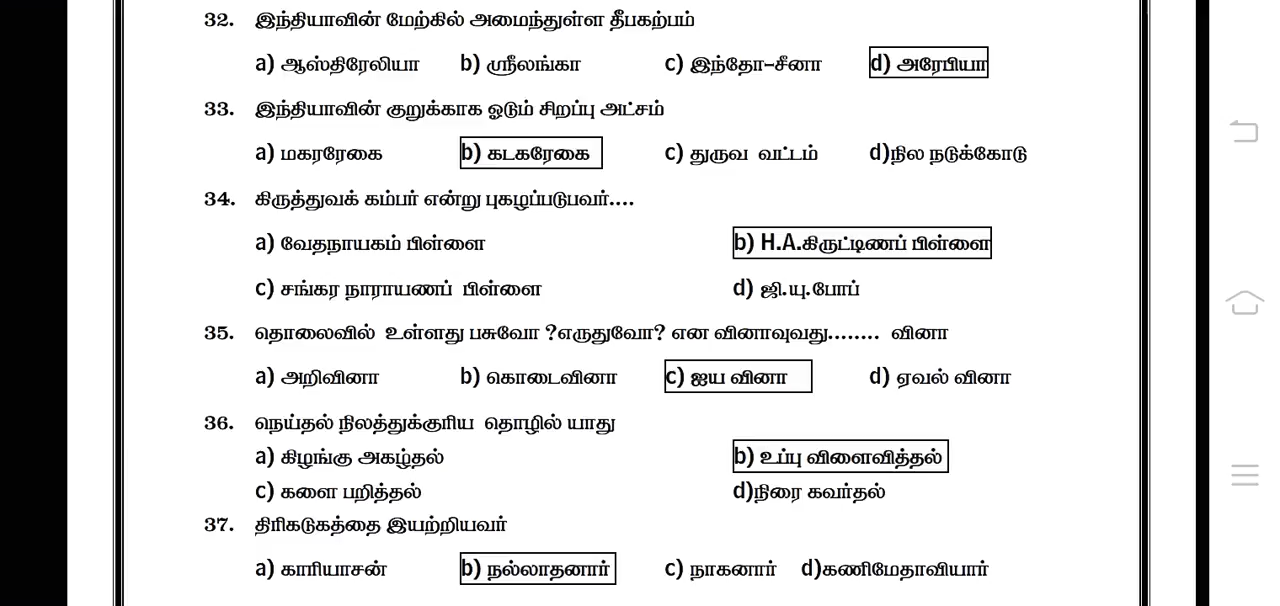 32. இந்தியாவின் மேற்கில் அமைந்துள்ள தீபகற்பம்
a) ஆஸ்திரேலியா b) ஸ்ரீலங்கா c) இந்தோ-சீனா d) அரேபியா
33. இந்தியாவின் குறுக்காக ஓடும் சிறப்பு அட்சம்
a) மகரரேகை b) கடகரேகை c) துருவ வட்டம் d)நில நடுக்கோடு
34. கிருத்துவக் கம்பர் என்று புகழப்படுபவர்....
a) வேதநாயகம் பிள்ளை b) H.A.கிருட்டிணப் பிள்ளை
c) சங்கர நாராயணப் பிள்ளை d) ஜி.யு.போப்
35. தொலைவில் உள்ளது பசுவோ ?எருதுவோ? என வினாவுவது........ வினா
a) அறிவினா b) கொடைவினா c) ஐய வினா d) ஏவல் வினா
36. நெய்தல் நிலத்துக்குரிய தொழில் யாது
a) கிழங்கு அகழ்தல் b) உப்பு விளைவித்தல்
c) களை பறித்தல் d)நிரை கவர்தல்
37. திரிகடுகத்தை இயற்றியவர்
a) காரியாசன் b) நல்லாதனார் c) நாகனார் d)கணிமேதாவியார்